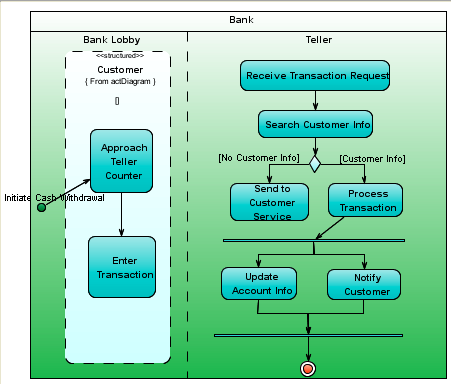 Bank
Bank Lobby
Teller
<<structured>>
Customer
{ From actDiagram }
[]
Approach
Teller
Counter
Initiate Cash Withdrawal
Enter
Transaction
Receive Transaction Request
Search Customer Info
[No Customer Info]
[Customer Info]
Send to
Customer
Service
Process
Transaction
Update
Account Info
Notify
Customer